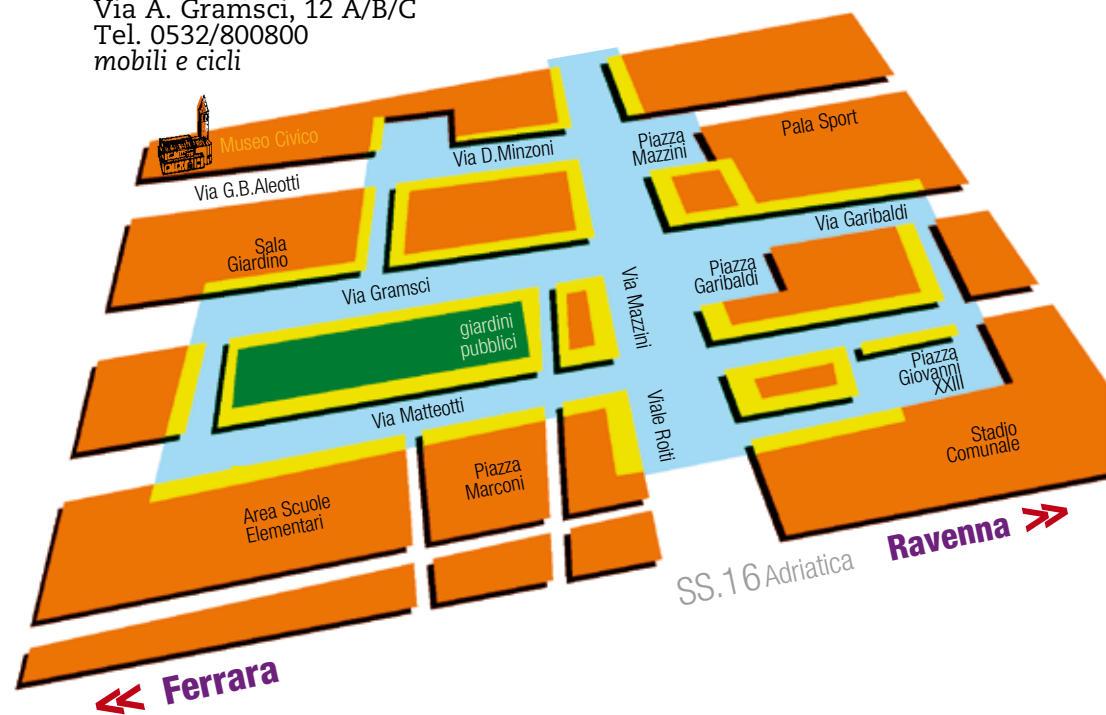 Via A. Gramsci, 12 A/B/C
Tel. 0532/800800
mobili e cicli
Museo Civico
Via G.B.Aleotti
Via D.Minzoni
Piazza
Mazzini
Pala Sport
Via Garibaldi
Sala
Giardino
Via Gramsci
Via Mazzini
Piazza
Garibaldi
giardini
pubblici
Piazza
Giovanni
XXIII
Via Matteotti
Viale Roiti
Piazza
Marconi
Stadio
Comunale
Area Scuole
Elementari
SS.16 Adriatica
Ravenna
Ferrara